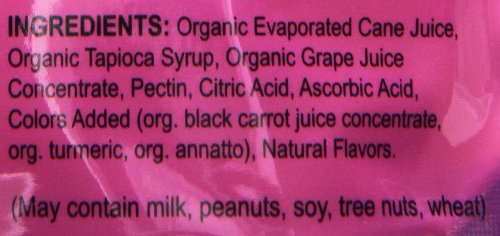 INGREDIENTS: Organic Evaporated Cane Juice,
Organic Tapioca Syrup, Organic Grape Juice
Concentrate, Pectin, Citric Acid, Ascorbic Acid,
Colors Added (org. black carrot juice concentrate,
org. turmeric, org. annatto), Natural Flavors.
(May contain milk, peanuts, soy, tree nuts, wheat)